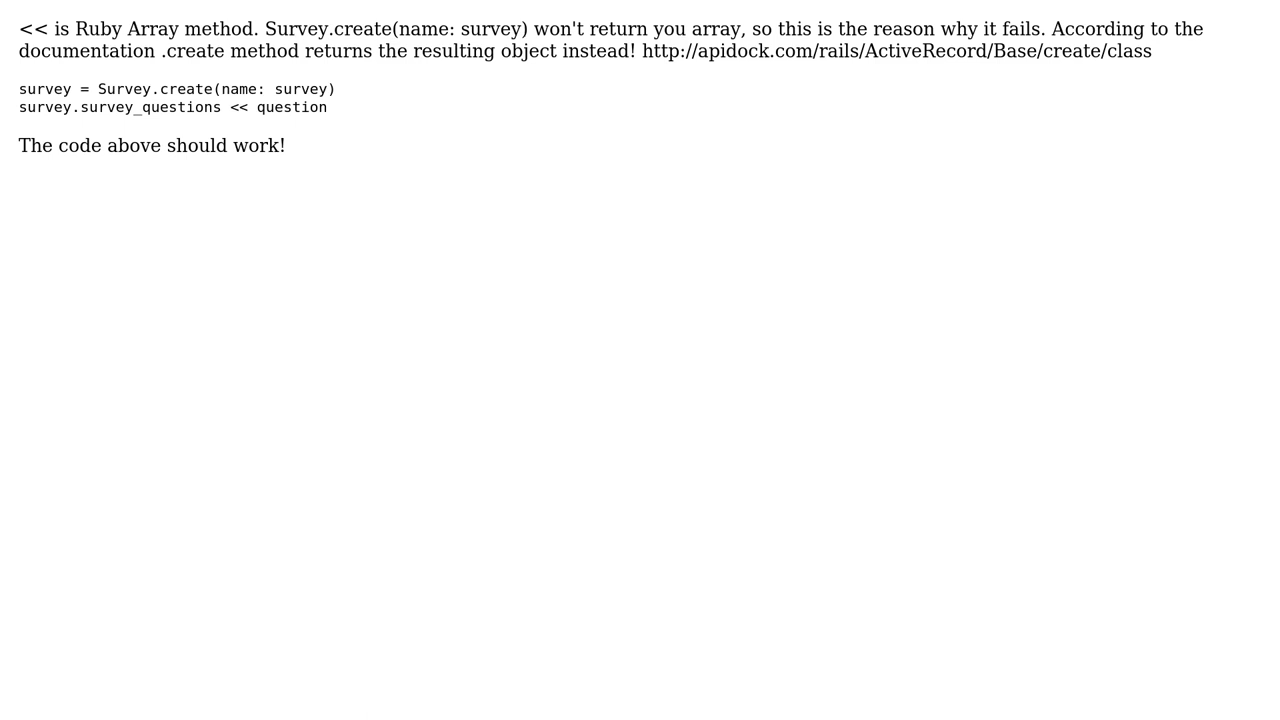 << is Ruby Array method. Survey.create(name: survey) won't return you array, so this is the reason why it fails. According to the
documentation .create method returns the resulting object instead! http://apidock.com/rails/ActiveRecord/Base/create/class
survey = Survey.create(name: survey)
survey.survey_questions << question
The code above should work!